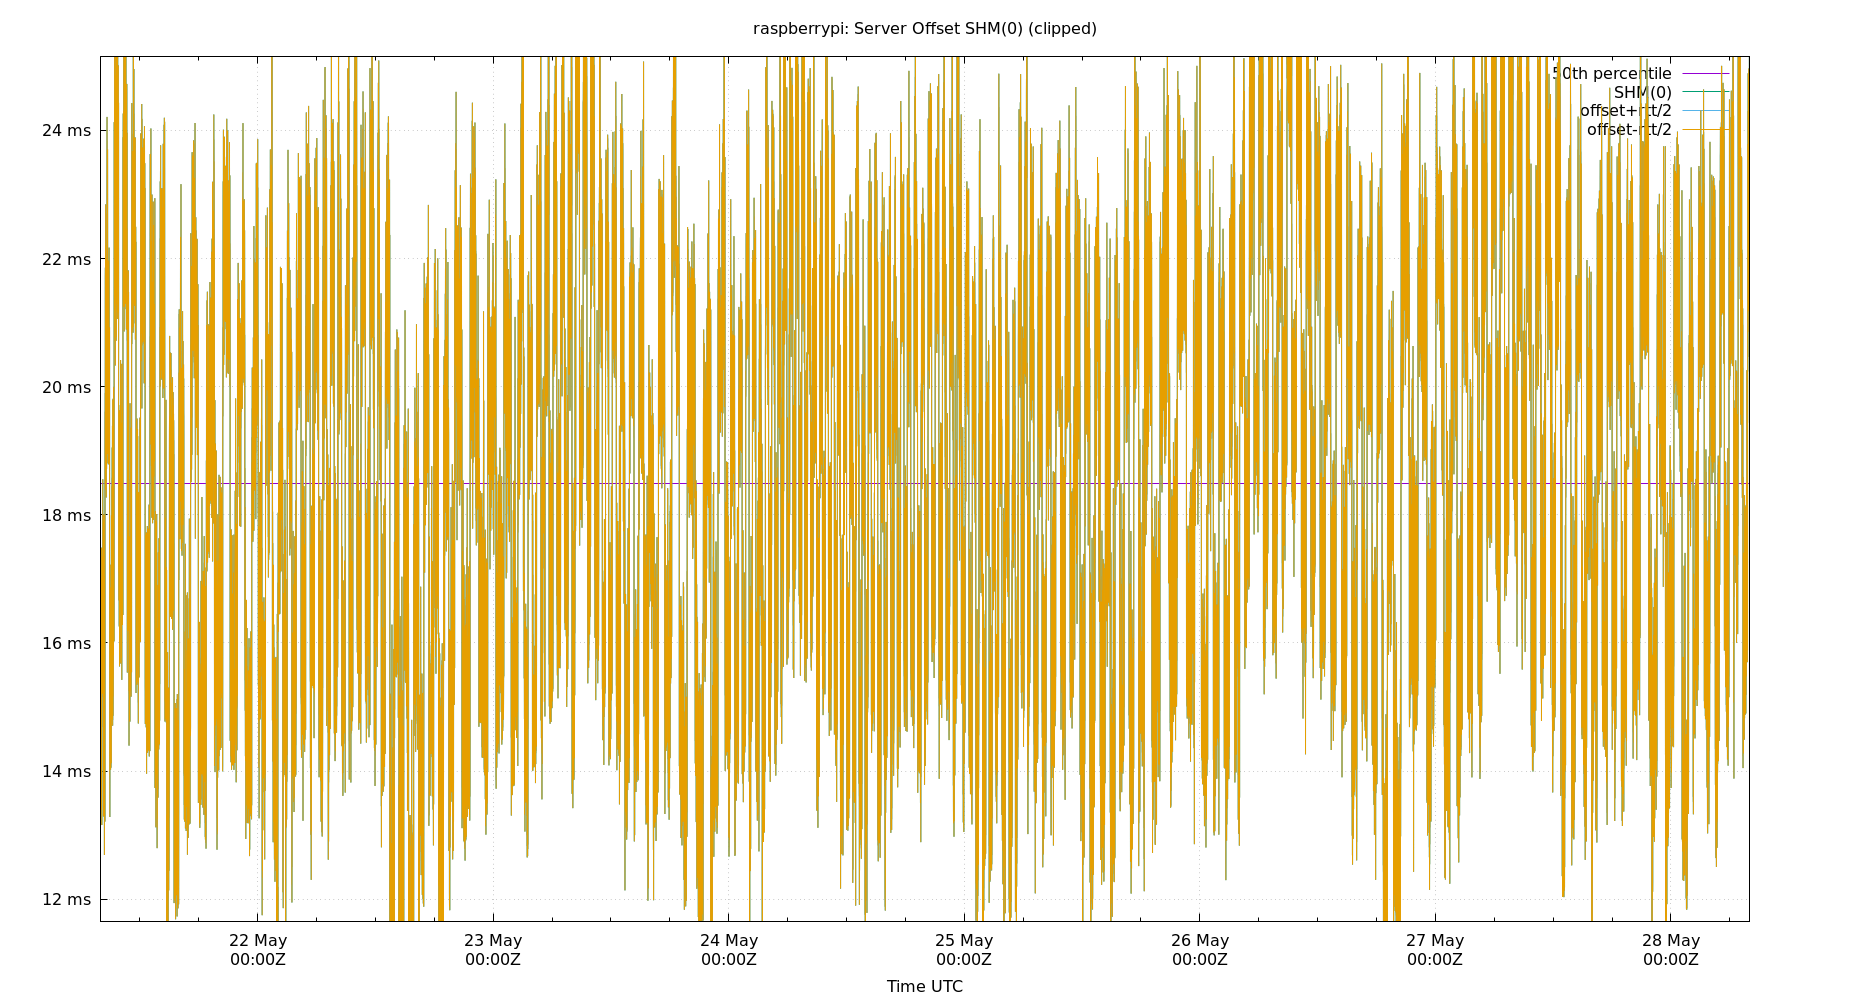 raspberrypi: Server Offset SHM(0) (clipped)
50th percentile
SHM(0)
offset+rtt/2
offset-rtt/2
24 ms
22 ms
20 ms
18 ms
16 ms
14 ms
12 ms
22 May 23 May 24 May 25 May 26 May 27 May 28 May
00:00Z 00:00Z 00:00Z 00:00Z 00:00Z 00:00Z 00:00Z
Time UTC